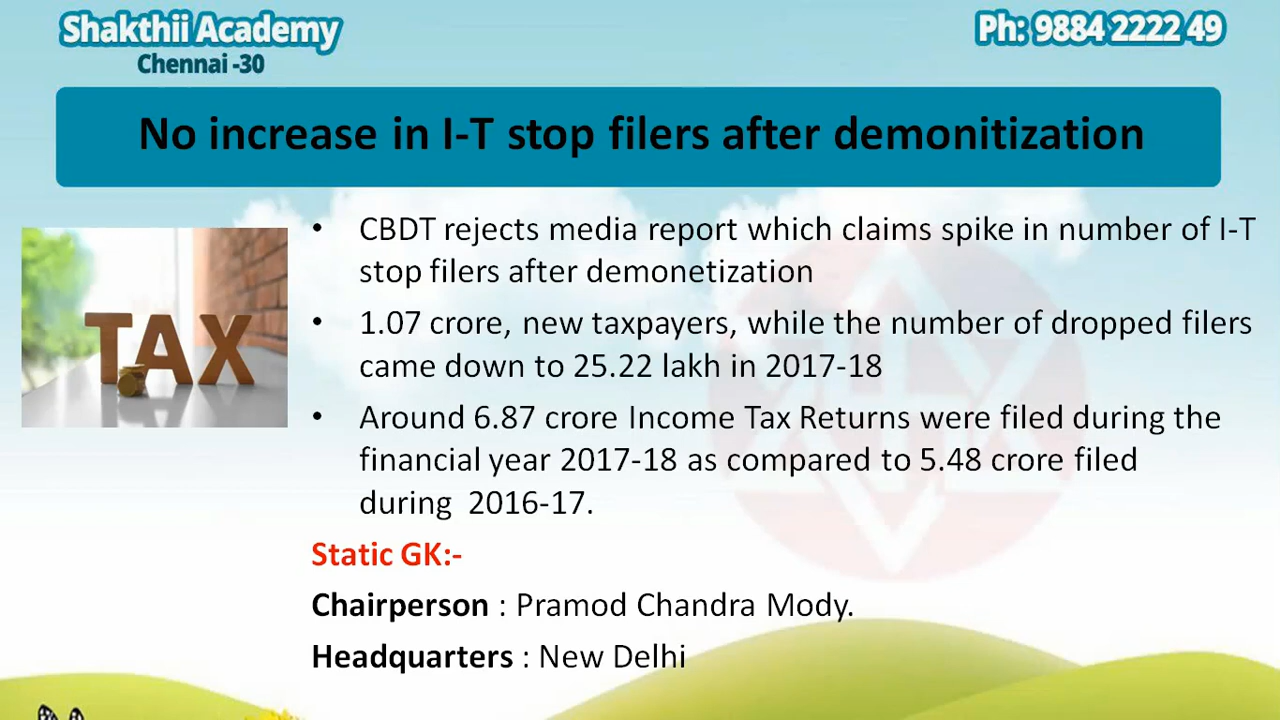 Shakthii Academy
Chennai -30
Ph: 9884 2222 49
No increase in I-T stop filers after demonitization
TAX
• CBDT rejects media report which claims spike in number of I-T
stop filers after demonetization
• 1.07 crore, new taxpayers, while the number of dropped filers
came down to 25.22 lakh in 2017-18
• Around 6.87 crore Income Tax Returns were filed during the
financial year 2017-18 as compared to 5.48 crore filed
during 2016-17.
Static GK:-
Chairperson : Pramod Chandra Mody.
Headquarters : New Delhi